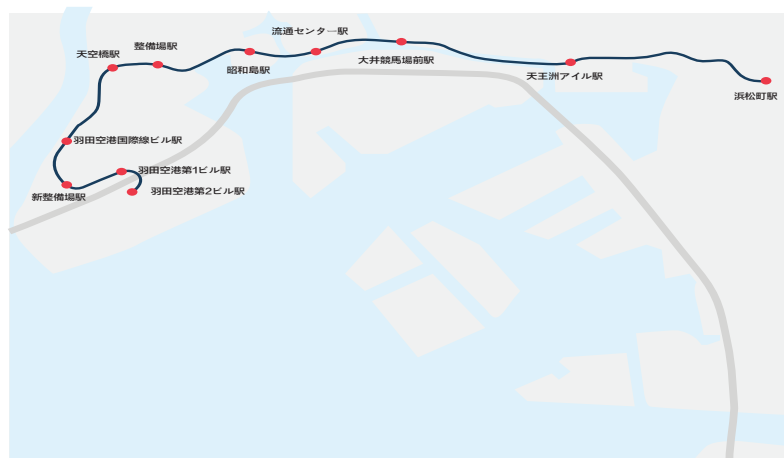 流通センター駅
整備場駅
天空橋駅
大井競馬場前駅
昭和島駅
天王洲アイル駅
浜松町駅
羽田空港国際線ビル駅
羽田空港第1ビル駅
羽田空港第2ビル駅
新整備場駅